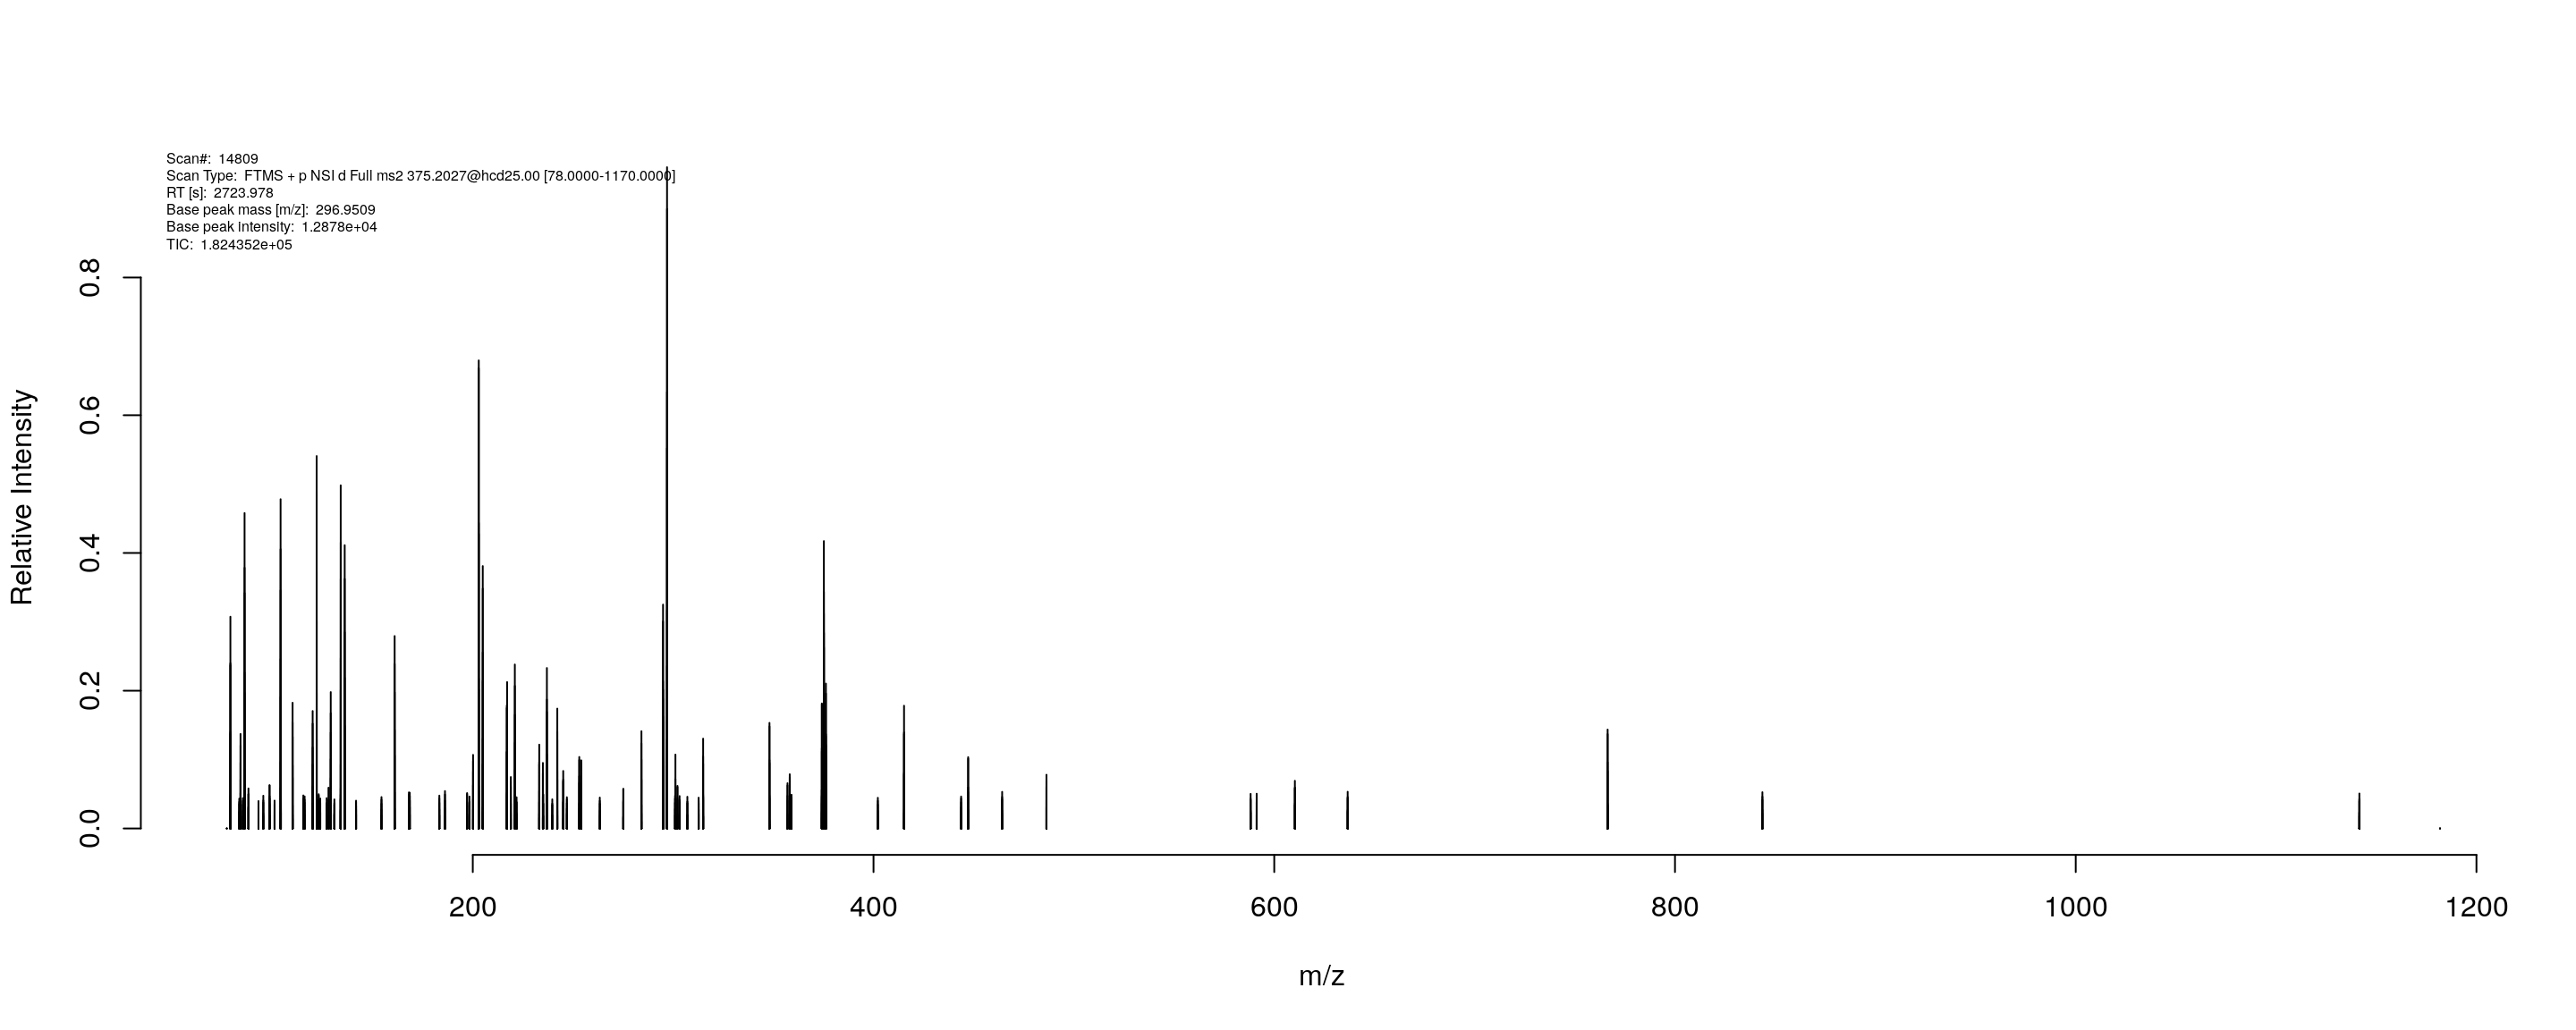 Scan#: 14809
Scan Type: FTMS + p NSI d Full ms2 375.2027@hcd25.00 [78.0000-1170.0000]
RT [s]: 2723.978
Base peak mass [m/z]: 296.9509
Base peak intensity: 1.2878e+04
TIC: 1.824352e+05
Relative Intensity
0.8
0.6
0.4
0.2
0.0
200 400 600 800 1000 1200
m/z